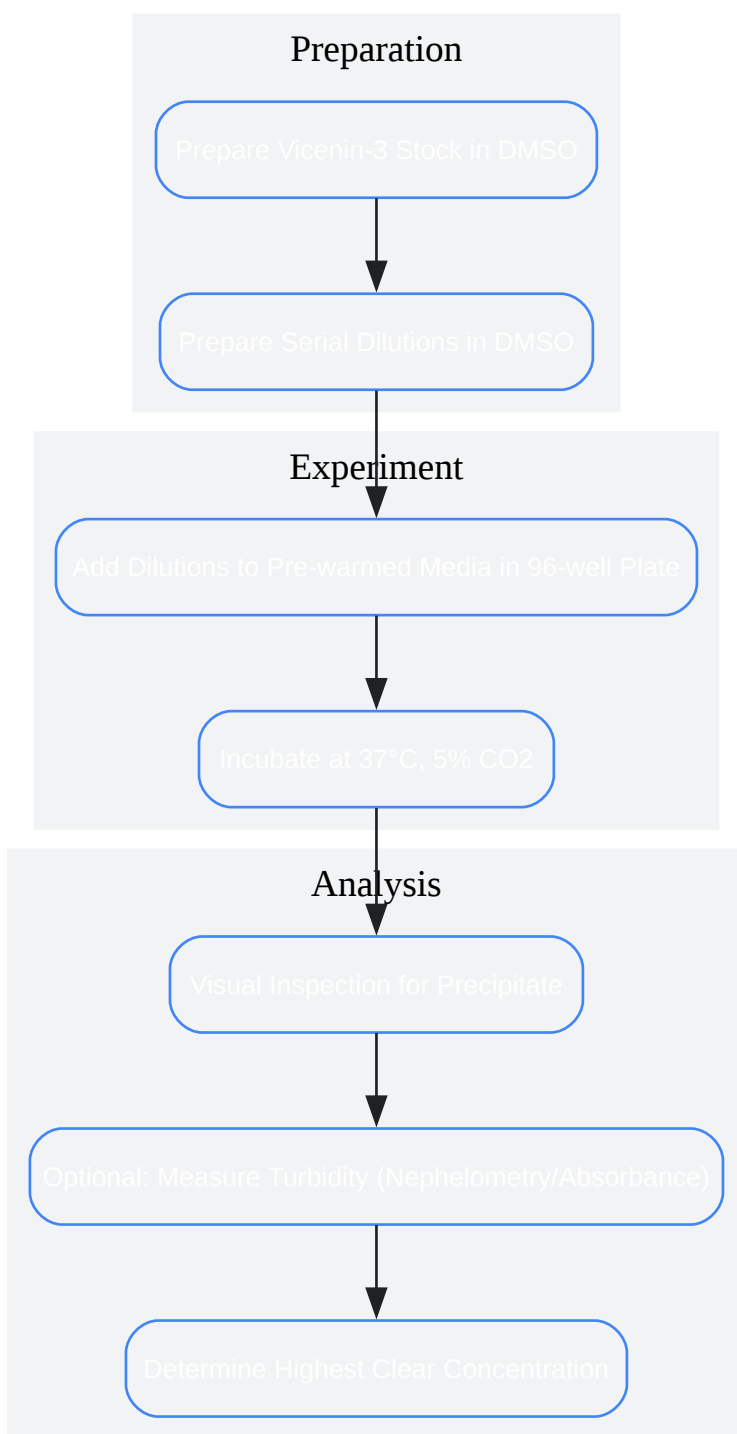 Preparation
Prepare Vicenin-3 Stock in DMSO
Prepare Serial Dilutions in DMSO
Experiment
Add Dilutions to Pre-warmed Media in 96-well Plate
Incubate at 37°C, 5% CO2
Analysis
Visual Inspection for Precipitate
Optional: Measure Turbidity (Nephelometry/Absorbance)
Determine Highest Clear Concentration